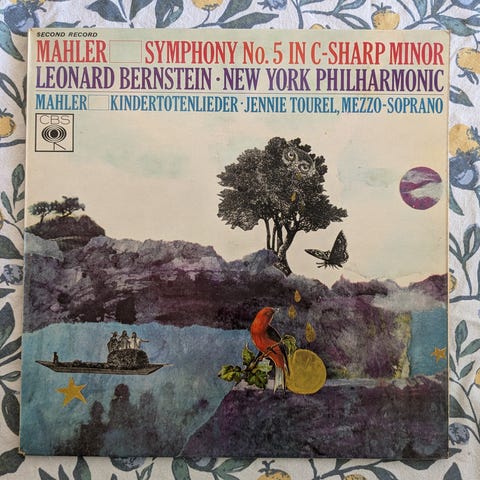 SECOND RECORD
MAHLER SYMPHONY No. 5 IN C-SHARP MINOR
LEONARD BERNSTEIN · NEW YORK PHILHARMONIC
MAHLER KINDERTOTENLIEDER · JENNIE TOUREL, MEZZO-SOPRANO
CBS